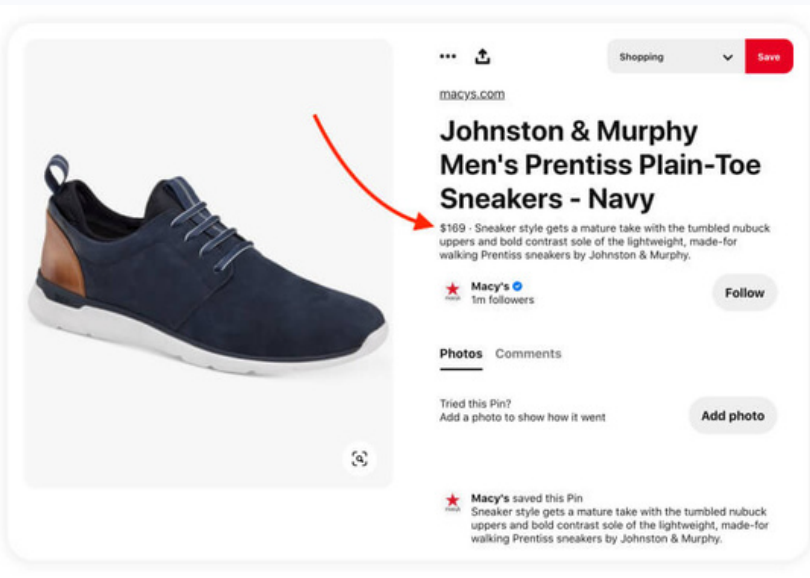 Shopping
Save
macys.com
Johnston & Murphy
Men's Prentiss Plain-Toe
Sneakers - Navy
$169 · Sneaker style gets a mature take with the tumbled nubuck
uppers and bold contrast sole of the lightweight, made-for
walking Prentiss sneakers by Johnston & Murphy.
Macy's
1m followers
Follow
Photos Comments
Tried this Pin?
Add a photo to show how it went
Add photo
Macy's saved this Pin
Sneaker style gets a mature take with the tumbled nubuck
uppers and bold contrast sole of the lightweight, made-for
walking Prentiss sneakers by Johnston & Murphy.